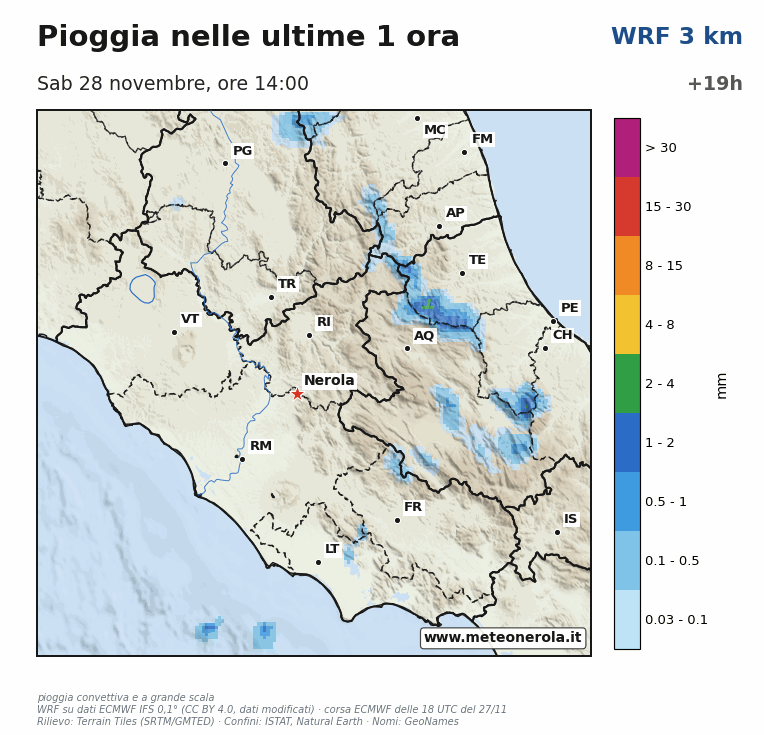 Pioggia nelle ultime 1 ora
WRF 3 km
Sab 28 novembre, ore 14:00
+19h
MC
FM
PG
AP
TE
TR
PE
VT
RI
AQ
CH
Nerola
RM
FR
IS
LT
www.meteonerola.it
> 30
15 - 30
8 - 15
4 - 8
2 - 4
1 - 2
0.5 - 1
0.1 - 0.5
0.03 - 0.1
mm
pioggia convettiva e a grande scala
WRF su dati ECMWF IFS 0,1° (CC BY 4.0, dati modificati) · corsa ECMWF delle 18 UTC del 27/11
Rilievo: Terrain Tiles (SRTM/GMTED) · Confini: ISTAT, Natural Earth · Nomi: GeoNames